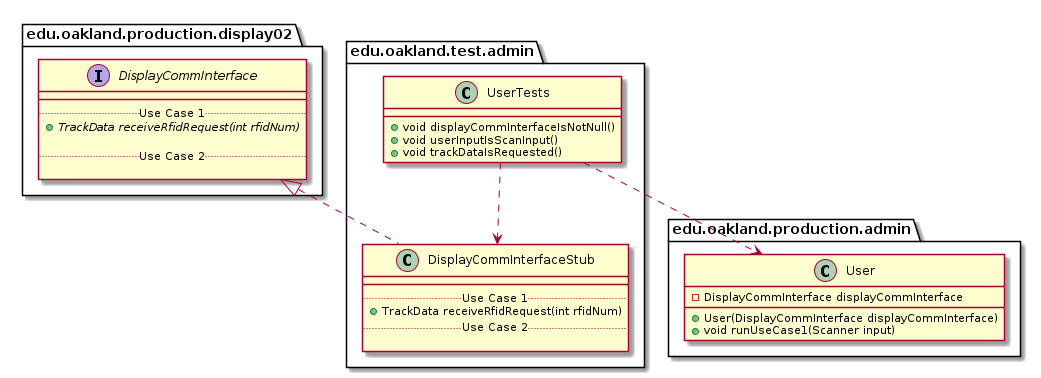 edu.oakland.production.display02
I DisplayCommInterface
Use Case 1
TrackData receiveRfidRequest(int rfidNum)
Use Case 2
edu.oakland.test.admin
C UserTests
void displayCommInterfaceIsNotNull()
void userInputIsScanInput()
void trackDataIsRequested()
C DisplayCommInterfaceStub
Use Case 1
TrackData receiveRfidRequest(int rfidNum)
Use Case 2
edu.oakland.production.admin
C User
DisplayCommInterface displayCommInterface
User(DisplayCommInterface displayCommInterface)
void runUseCase1(Scanner input)